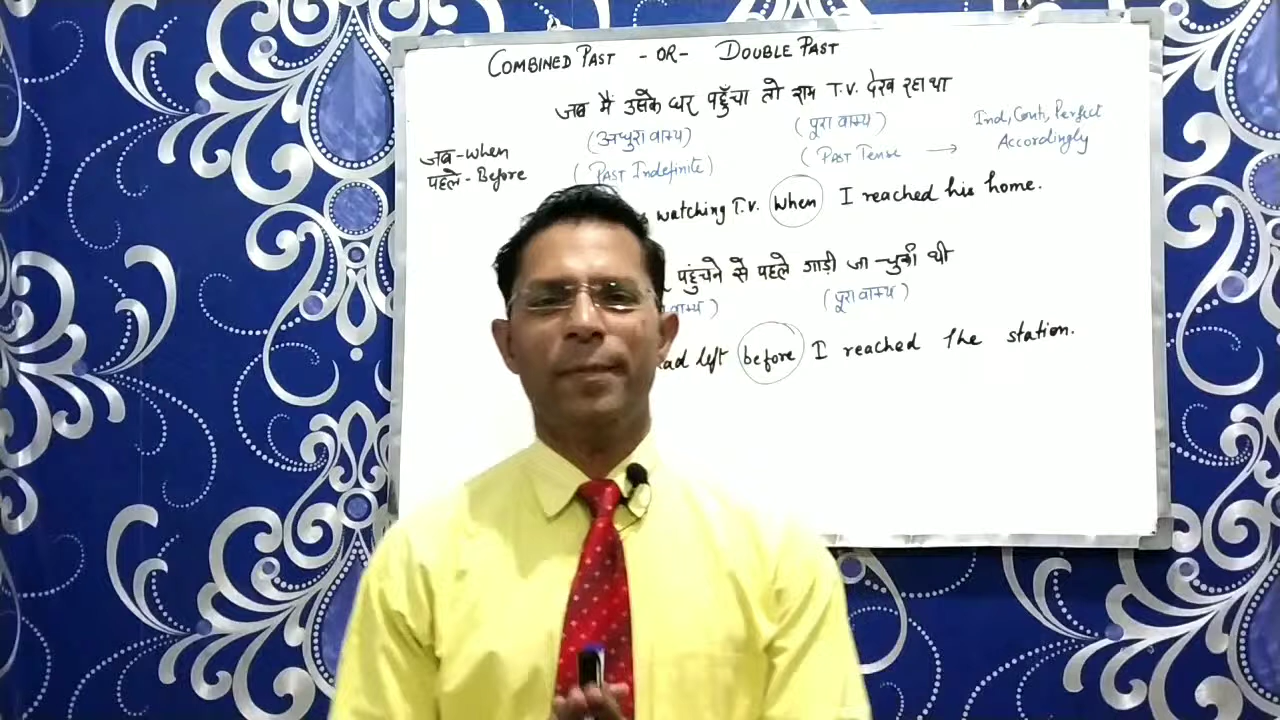 COMBINED PAST - OR - DOUBLE PAST
जब मैं उसके घर पहुँचा तो राम T.V. देख रहा था
(अधुरा वाक्य) (पूरा वाक्य) Ind, Cont, Perfect
जब - When (Past Indefinite) (Past Tense → Accordingly
पहले - Before
watching T.V. when I reached his home.
पहुंचने से पहले गाड़ी जा चुकी थी
वाक्य) (पूरा वाक्य)
left before I reached the station.